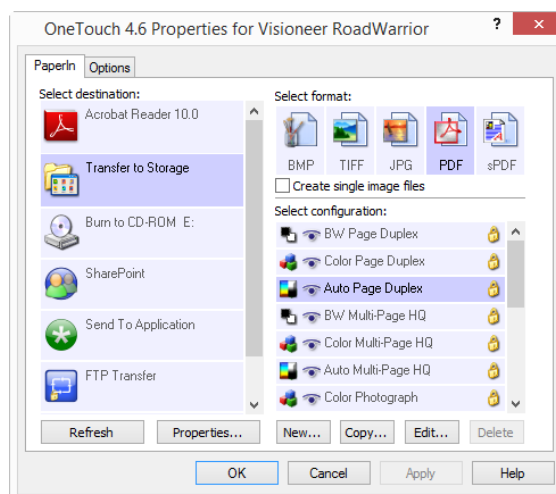 OneTouch 4.6 Properties for Visioneer RoadWarrior
PaperIn
Options
Select destination:
Acrobat Reader 10.0
Transfer to Storage
Burn to CD-ROM E:
SharePoint
Send To Application
FTP Transfer
Refresh
Properties...
Select format:
BMP TIFF JPG PDF sPDF
Create single image files
Select configuration:
BW Page Duplex
Color Page Duplex
Auto Page Duplex
BW Multi-Page HQ
Color Multi-Page HQ
Auto Multi-Page HQ
Color Photograph
New... Copy... Edit... Delete
OK Cancel Apply Help